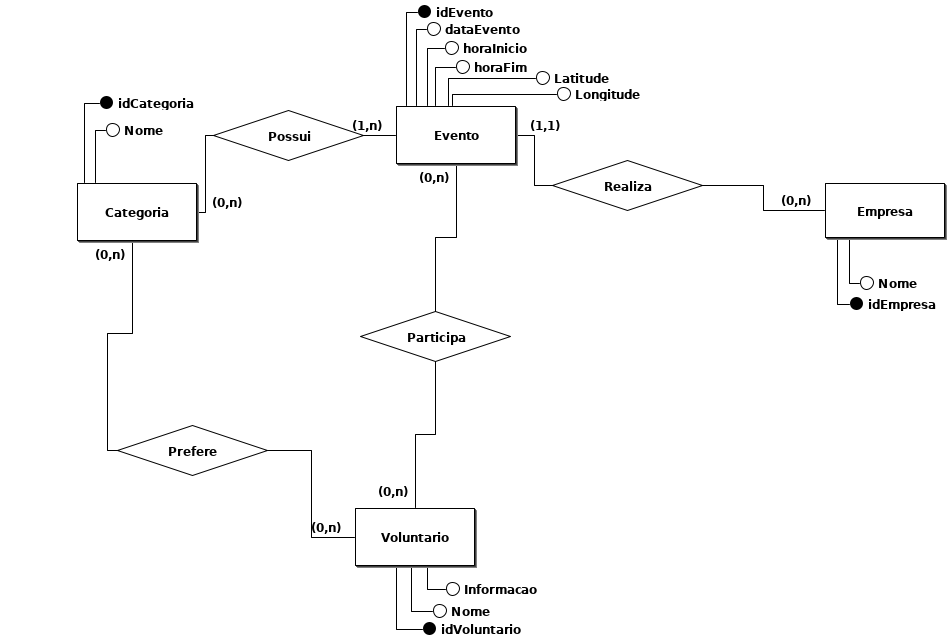 idEvento
dataEvento
horaInicio
horaFim
Latitude
Longitude
idCategoria
Nome
Possui
(1,n)
Evento
(1,1)
(0,n)
Realiza
(0,n)
(0,n)
Categoria
Empresa
(0,n)
Nome
idEmpresa
Participa
Prefere
(0,n)
(0,n)
Voluntario
Informacao
Nome
idVoluntario